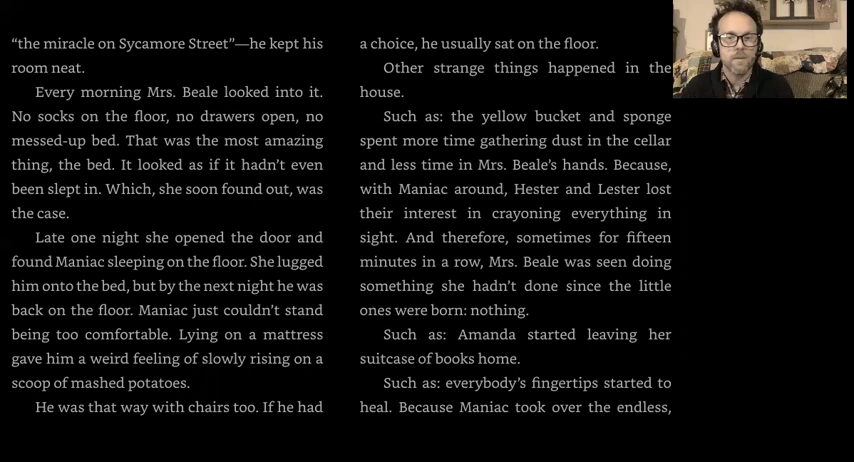 “the miracle on Sycamore Street”—he kept his
room neat.
Every morning Mrs. Beale looked into it.
No socks on the floor, no drawers open, no
messed-up bed. That was the most amazing
thing, the bed. It looked as if it hadn’t even
been slept in. Which, she soon found out, was
the case.
Late one night she opened the door and
found Maniac sleeping on the floor. She lugged
him onto the bed, but by the next night he was
back on the floor. Maniac just couldn’t stand
being too comfortable. Lying on a mattress
gave him a weird feeling of slowly rising on a
scoop of mashed potatoes.
He was that way with chairs too. If he had
a choice, he usually sat on the floor.
Other strange things happened in the
house.
Such as: the yellow bucket and sponge
spent more time gathering dust in the cellar
and less time in Mrs. Beale’s hands. Because,
with Maniac around, Hester and Lester lost
their interest in crayoning everything in
sight. And therefore, sometimes for fifteen
minutes in a row, Mrs. Beale was seen doing
something she hadn’t done since the little
ones were born: nothing.
Such as: Amanda started leaving her
suitcase of books home.
Such as: everybody’s fingertips started to
heal. Because Maniac took over the endless,